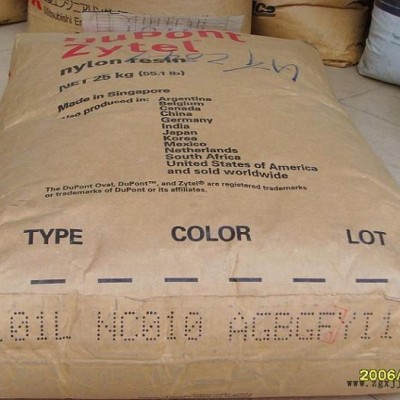 DuPont
Zytel
nylon resin
NET 25 kg (55.1 lb)
Made in Singapore
Also produced in: Argentina
Belgium
Canada
China
Germany
India
Japan
Korea
Mexico
Netherlands
South Africa
United States of America
and sold worldwide
The DuPont Oval, DuPont™, and Zytel® are registered trademarks
or trademarks of DuPont or its affiliates.
TYPE COLOR LOT
101L NC010 AGBGEY11
2006/